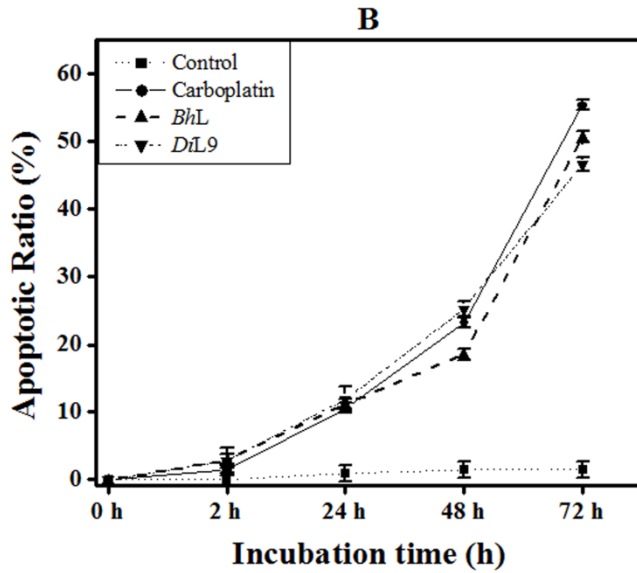 B
Control
Carboplatin
BhL
DiL9
Apoptotic Ratio (%)
60
50
40
30
20
10
0
0 h 2 h 24 h 48 h 72 h
Incubation time (h)